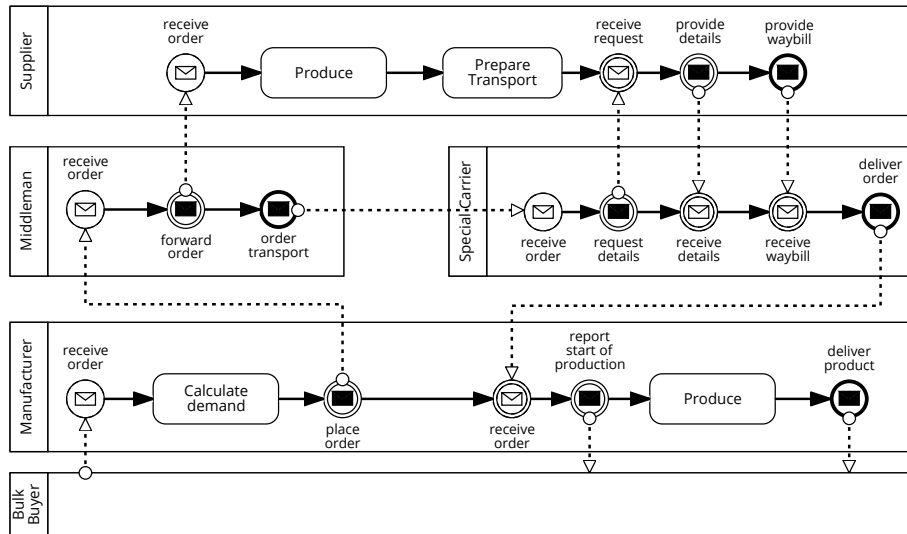 Supplier
receive
order
Produce
Prepare
Transport
receive
request
provide
details
provide
waybill
Middleman
receive
order
forward
order
order
transport
Special Carrier
receive
order
request
details
receive
details
receive
waybill
deliver
order
Manufacturer
receive
order
Calculate
demand
place
order
receive
order
report
start of
production
Produce
deliver
product
Bulk
Buyer